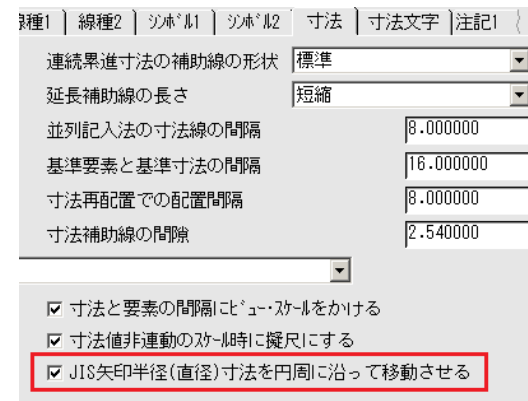 線種1 線種2 ｼﾝﾎﾞﾙ1 ｼﾝﾎﾞﾙ2 寸法 寸法文字 注記1
連続累進寸法の補助線の形状 標準
延長補助線の長さ 短縮
並列記入法の寸法線の間隔 8.000000
基準要素と基準寸法の間隔 16.000000
寸法再配置での配置間隔 8.000000
寸法補助線の間隙 2.540000
寸法と要素の間隔にﾋﾞｭｰ･ｽｹｰﾙをかける
寸法値非連動のｽｹｰﾙ時に擬尺にする
JIS矢印半径(直径)寸法を円周に沿って移動させる